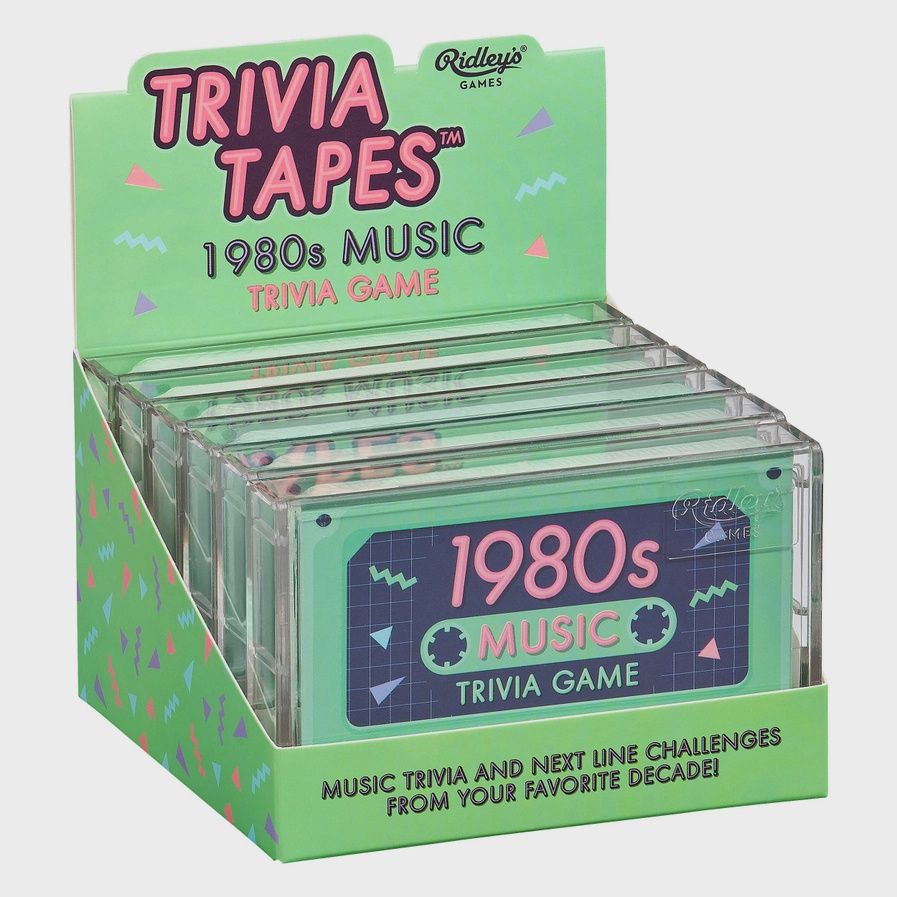 Ridley's®
GAMES
TRIVIA
TAPES™
1980s MUSIC
TRIVIA GAME
Ridley's
GAMES
1980s
MUSIC
TRIVIA GAME
MUSIC TRIVIA AND NEXT LINE CHALLENGES
FROM YOUR FAVORITE DECADE!